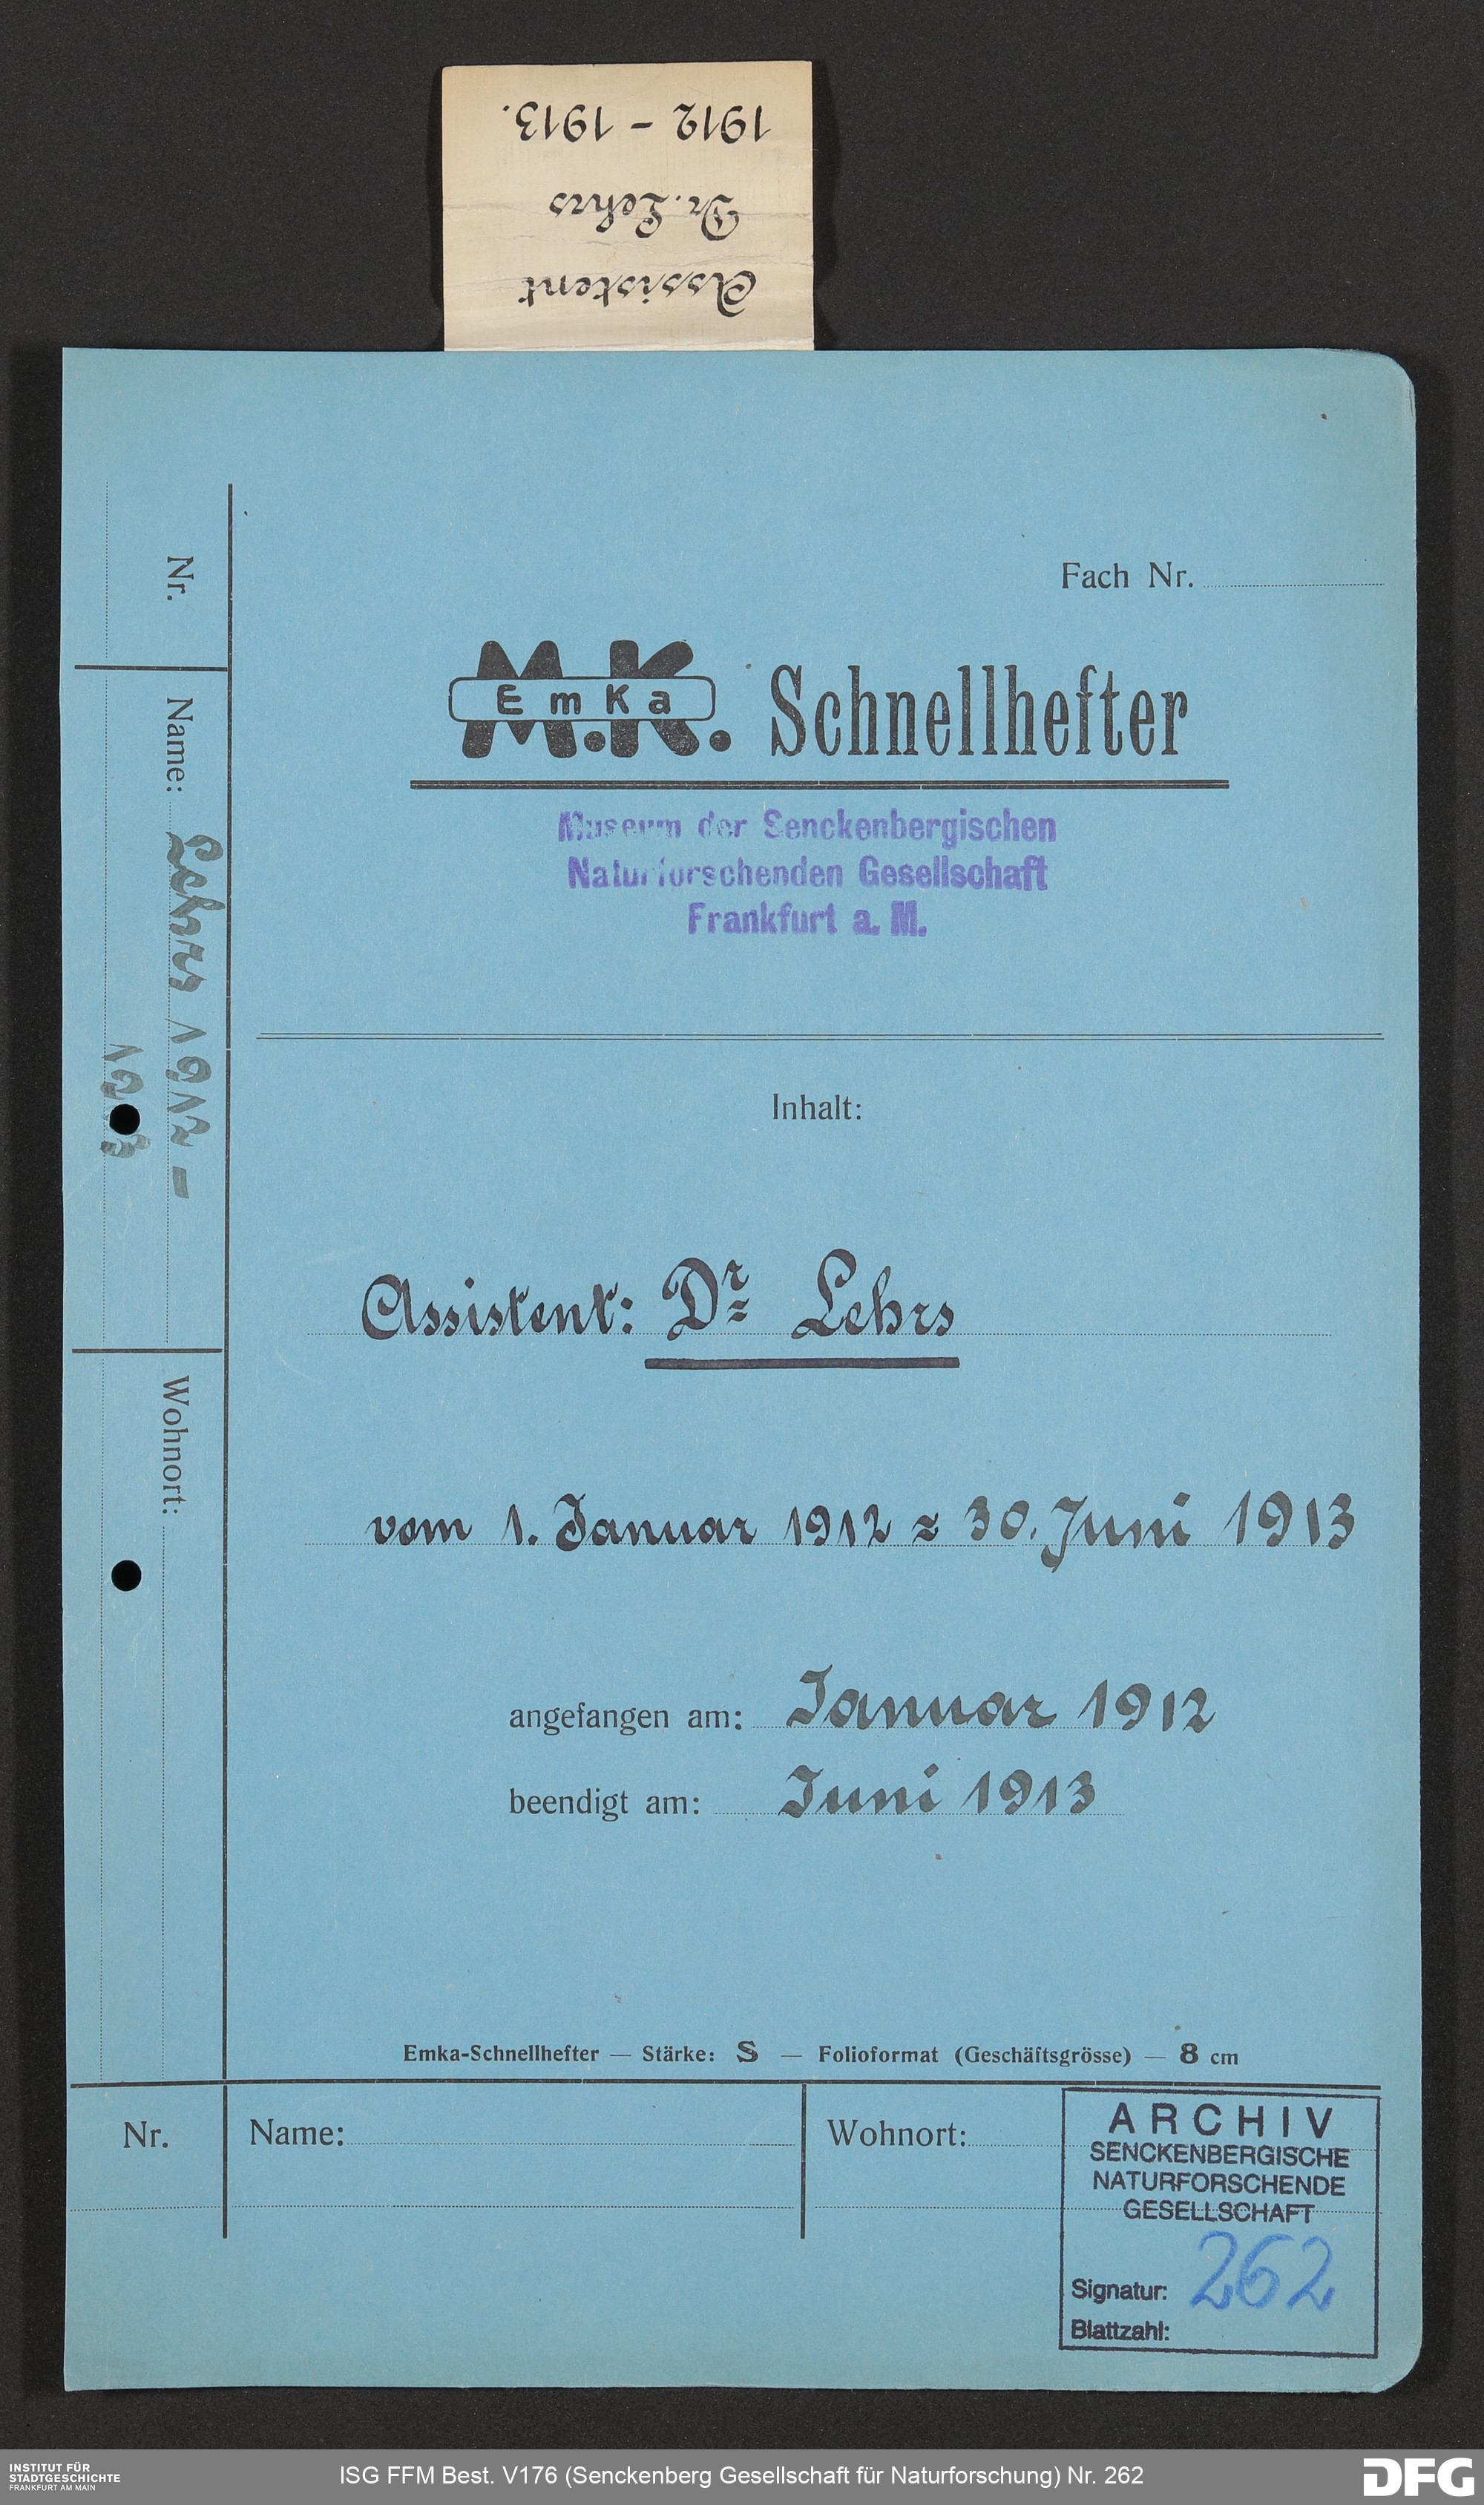 Assistent
Dr. Lehrs
1912 - 1913.
Fach Nr.
M.K.
EmKa
Schnellhefter
Museum der Senckenbergischen
Naturforschenden Gesellschaft
Frankfurt a. M.
Nr.
Name: Lehrs 1912 -
1913
Wohnort:
Inhalt:
Assistent: Dr Lehrs
vom 1. Januar 1912 = 30. Juni 1913
angefangen am: Januar 1912
beendigt am: Juni 1913
Emka-Schnellhefter — Stärke: S — Folioformat (Geschäftsgrösse) — 8 cm
Nr.
Name:
Wohnort:
ARCHIV
SENCKENBERGISCHE
NATURFORSCHENDE
GESELLSCHAFT
Signatur: 262
Blattzahl:
INSTITUT FÜR
STADTGESCHICHTE
FRANKFURT AM MAIN
ISG FFM Best. V176 (Senckenberg Gesellschaft für Naturforschung) Nr. 262
DFG